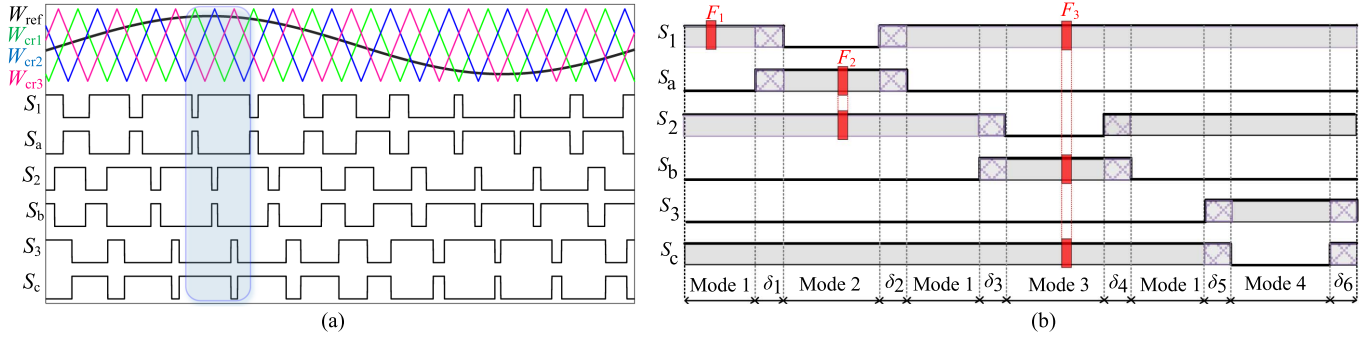 W_ref
W_cr1
W_cr2
W_cr3
S_1
S_a
S_2
S_b
S_3
S_c
(a)
F_1
F_2
F_3
S_1
S_a
S_2
S_b
S_3
S_c
Mode 1 δ_1 Mode 2 δ_2 Mode 1 δ_3 Mode 3 δ_4 Mode 1 δ_5 Mode 4 δ_6
(b)